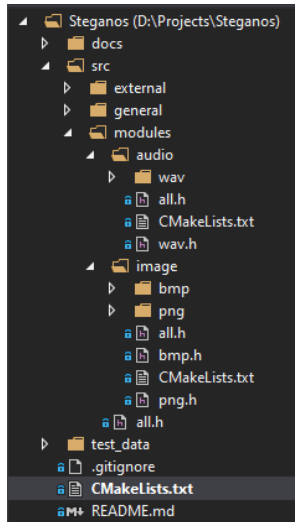 Steganos (D:\Projects\Steganos)
docs
src
external
general
modules
audio
wav
all.h
CMakeLists.txt
wav.h
image
bmp
png
all.h
bmp.h
CMakeLists.txt
png.h
all.h
test_data
.gitignore
CMakeLists.txt
README.md